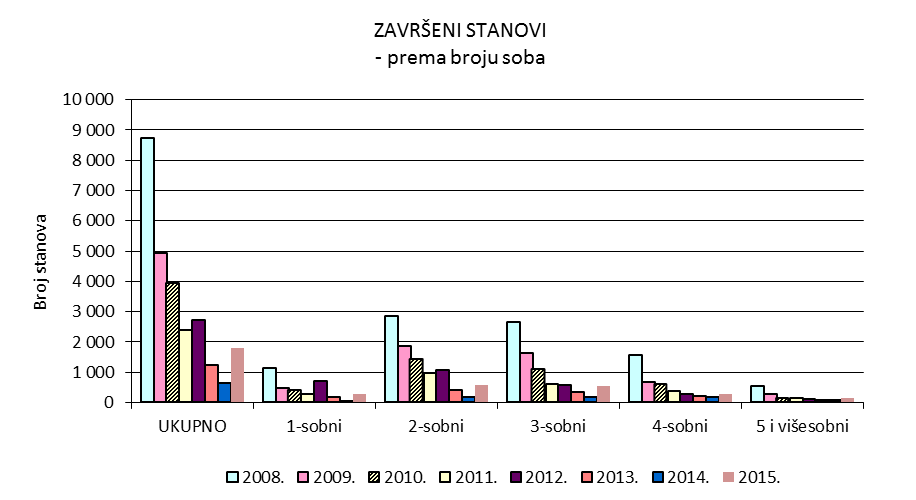 ZAVRŠENI STANOVI
- prema broju soba
Broj stanova
10 000
9 000
8 000
7 000
6 000
5 000
4 000
3 000
2 000
1 000
0
UKUPNO 1-sobni 2-sobni 3-sobni 4-sobni 5 i višesobni
2008. 2009. 2010. 2011. 2012. 2013. 2014. 2015.